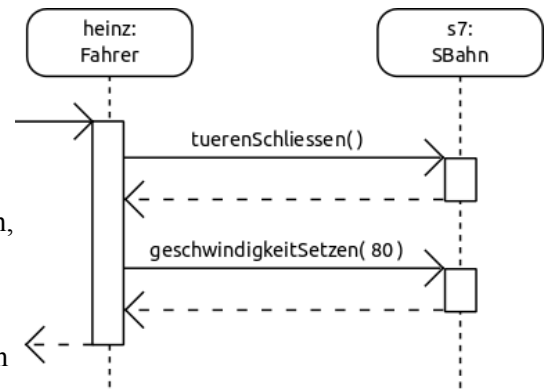 heinz:
Fahrer
s7:
SBahn
tuerenSchliessen()
geschwindigkeitSetzen( 80 )